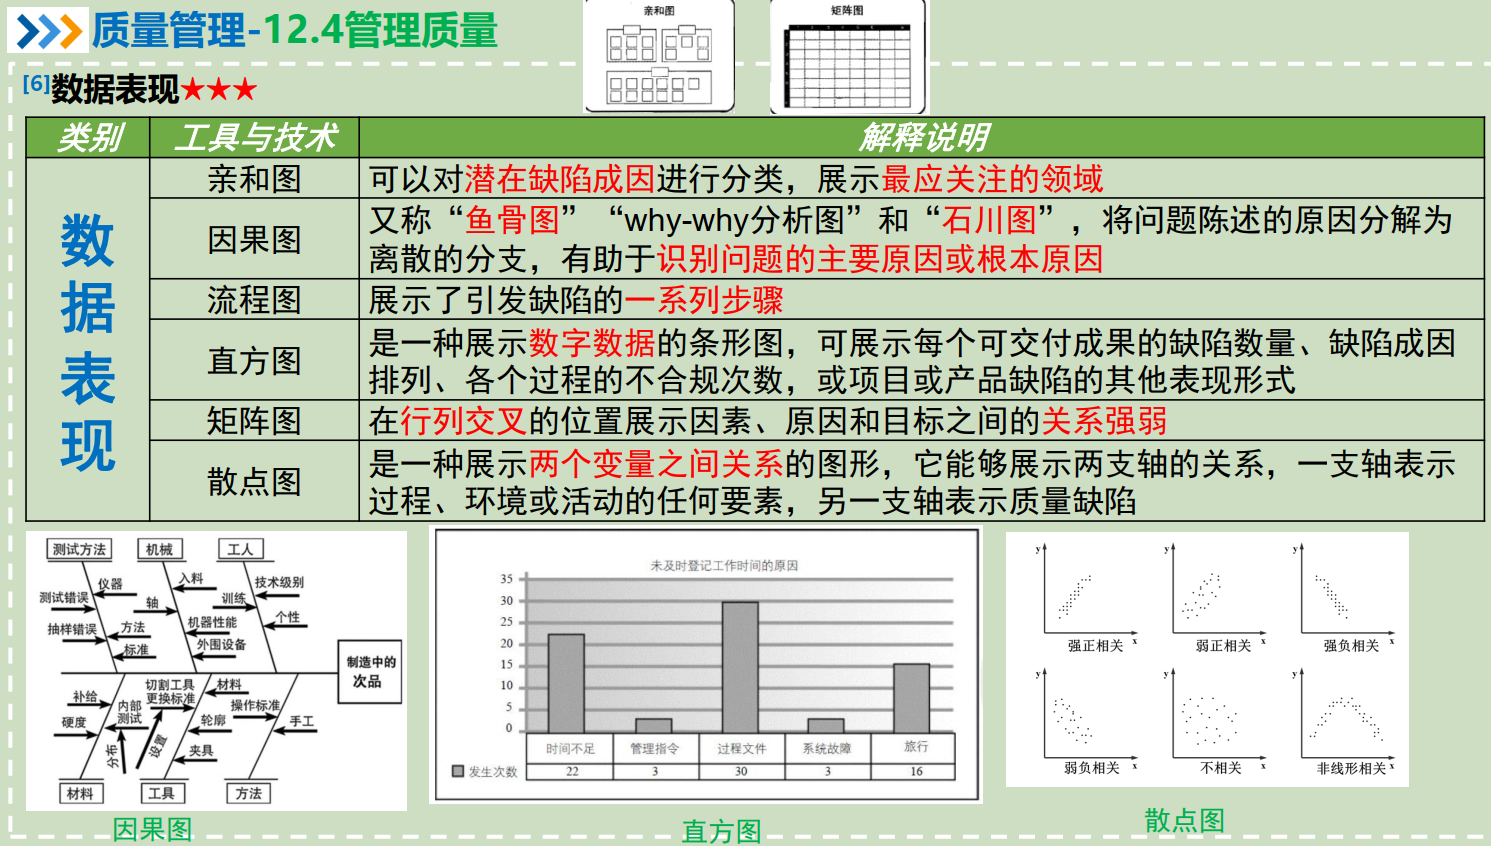 质量管理-12.4管理质量
亲和图
矩阵图
[6]数据表现★★★
类别 工具与技术 解释说明
数据表现
亲和图 可以对潜在缺陷成因进行分类，展示最应关注的领域
因果图 又称“鱼骨图”“why-why分析图”和“石川图”，将问题陈述的原因分解为
离散的分支，有助于识别问题的主要原因或根本原因
流程图 展示了引发缺陷的一系列步骤
直方图 是一种展示数字数据的条形图，可展示每个可交付成果的缺陷数量、缺陷成因
排列、各个过程的不合规次数，或项目或产品缺陷的其他表现形式
矩阵图 在行列交叉的位置展示因素、原因和目标之间的关系强弱
散点图 是一种展示两个变量之间关系的图形，它能够展示两支轴的关系，一支轴表示
过程、环境或活动的任何要素，另一支轴表示质量缺陷
测试方法 机械 工人
仪器 入料 技术级别
测试错误 轴 训练
抽样错误 方法 机器性能 个性
标准 外围设备
制造中的
次品
补给 内部
测试 切割工具
更换标准 材料 操作标准
硬度 轮廓 手工
分布 设置 夹具
材料 工具 方法
因果图
未及时登记工作时间的原因
35
30
25
20
15
10
5
0
时间不足 管理指令 过程文件 系统故障 旅行
发生次数 22 3 30 3 16
直方图
y y y
x x x
强正相关 弱正相关 强负相关
y y y
x x x
弱负相关 不相关 非线形相关
散点图